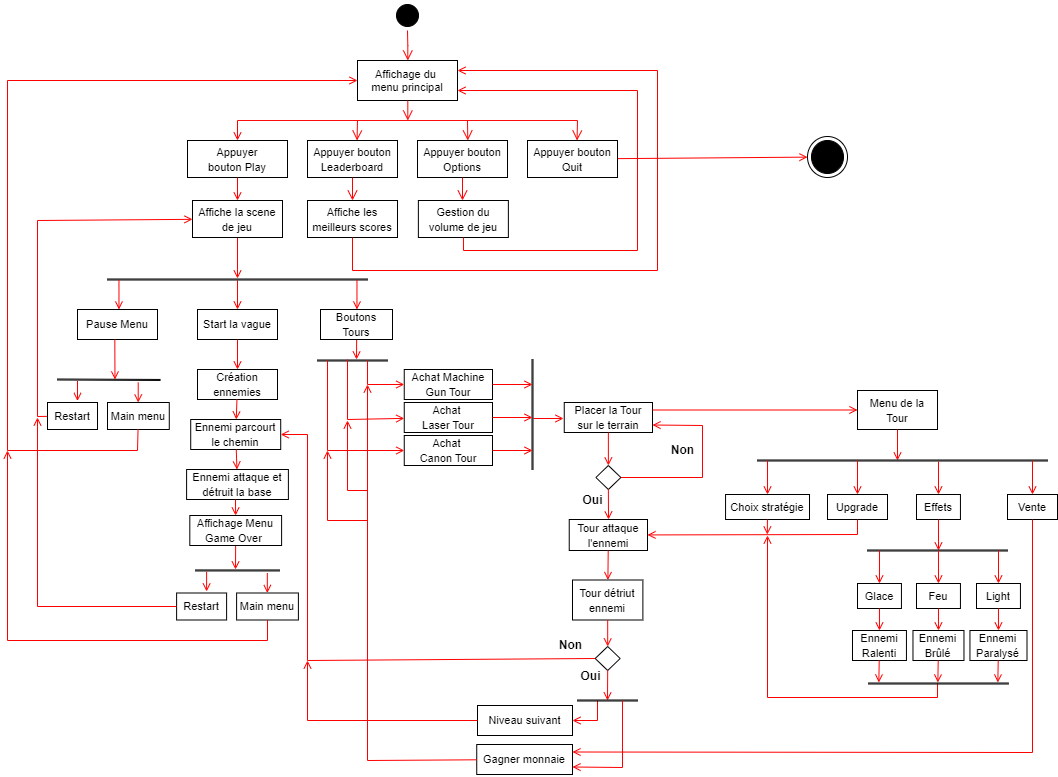 Affichage du
menu principal
Appuyer
bouton Play
Appuyer bouton
Leaderboard
Appuyer bouton
Options
Appuyer bouton
Quit
Affiche la scene
de jeu
Affiche les
meilleurs scores
Gestion du
volume de jeu
Pause Menu
Start la vague
Boutons
Tours
Restart
Main menu
Création
ennemies
Ennemi parcourt
le chemin
Ennemi attaque et
détruit la base
Affichage Menu
Game Over
Restart
Main menu
Achat Machine
Gun Tour
Achat
Laser Tour
Achat
Canon Tour
Placer la Tour
sur le terrain
Non
Oui
Tour attaque
l'ennemi
Tour détriut
ennemi
Non
Oui
Niveau suivant
Gagner monnaie
Menu de la
Tour
Choix stratégie
Upgrade
Effets
Vente
Glace
Feu
Light
Ennemi
Ralenti
Ennemi
Brûlé
Ennemi
Paralysé